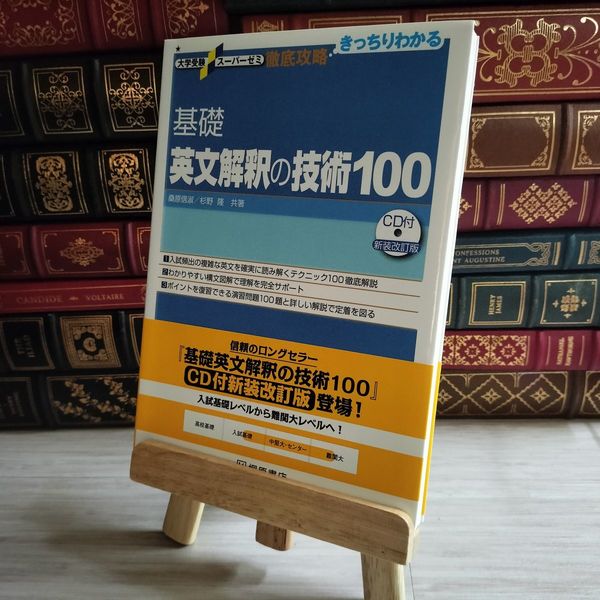 きっちりわかる
大学受験 スーパーゼミ 徹底攻略
基礎
英文解釈の技術100
桑原信淑/杉野 隆 共著
CD付
新装改訂版
1入試頻出の複雑な英文を確実に読み解くテクニック100徹底解説
2わかりやすい構文図解で理解を完全サポート
3ポイントを復習できる演習問題100題と詳しい解説で定着を図る
信頼のロングセラー
『基礎英文解釈の技術100』
CD付新装改訂版 登場!
入試基礎レベルから難関大レベルへ!
高校基礎 入試基礎 中堅大・センター 難関大
桐原書店
CANDIDE VOLTAIRE
CONFESSIONS
ST AUGUSTINE